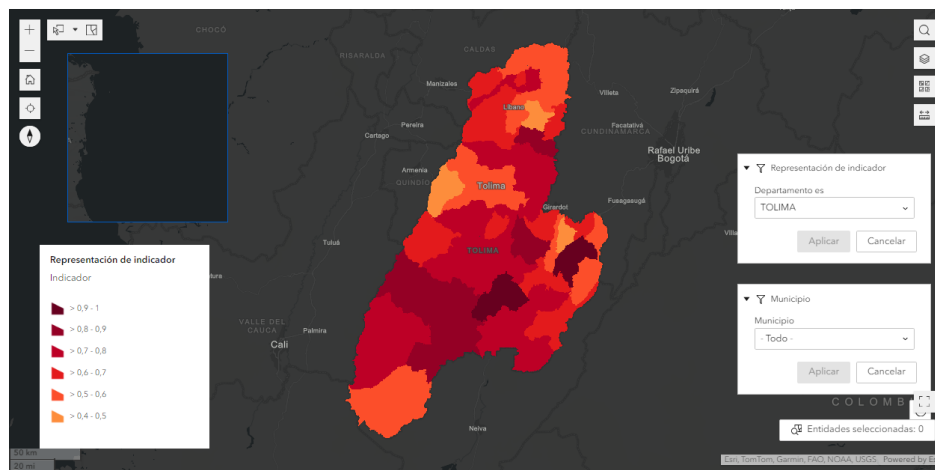 CHOCÓ
RISARALDA
CALDAS
Manizales
Líbano
Villeta
Zipaquirá
Pereira
Cartago
Facatativá
CUNDINAMARCA
Rafael Uribe
Bogotá
Armenia
QUINDÍO
Tolima
Girardot
Fusagasugá
Tuluá
TOLIMA
VALLE DEL
CAUCA
Palmira
Cali
Neiva
COLOMB
Representación de indicador
Departamento es
TOLIMA
Aplicar
Cancelar
Municipio
Municipio
- Todo -
Aplicar
Cancelar
Representación de indicador
Indicador
> 0,9 - 1
> 0,8 - 0,9
> 0,7 - 0,8
> 0,6 - 0,7
> 0,5 - 0,6
> 0,4 - 0,5
Entidades seleccionadas: 0
50 km
20 mi
Esri, TomTom, Garmin, FAO, NOAA, USGS. Powered by Es